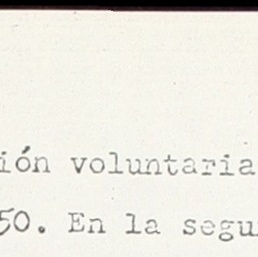 ión voluntaria
50. En la segu